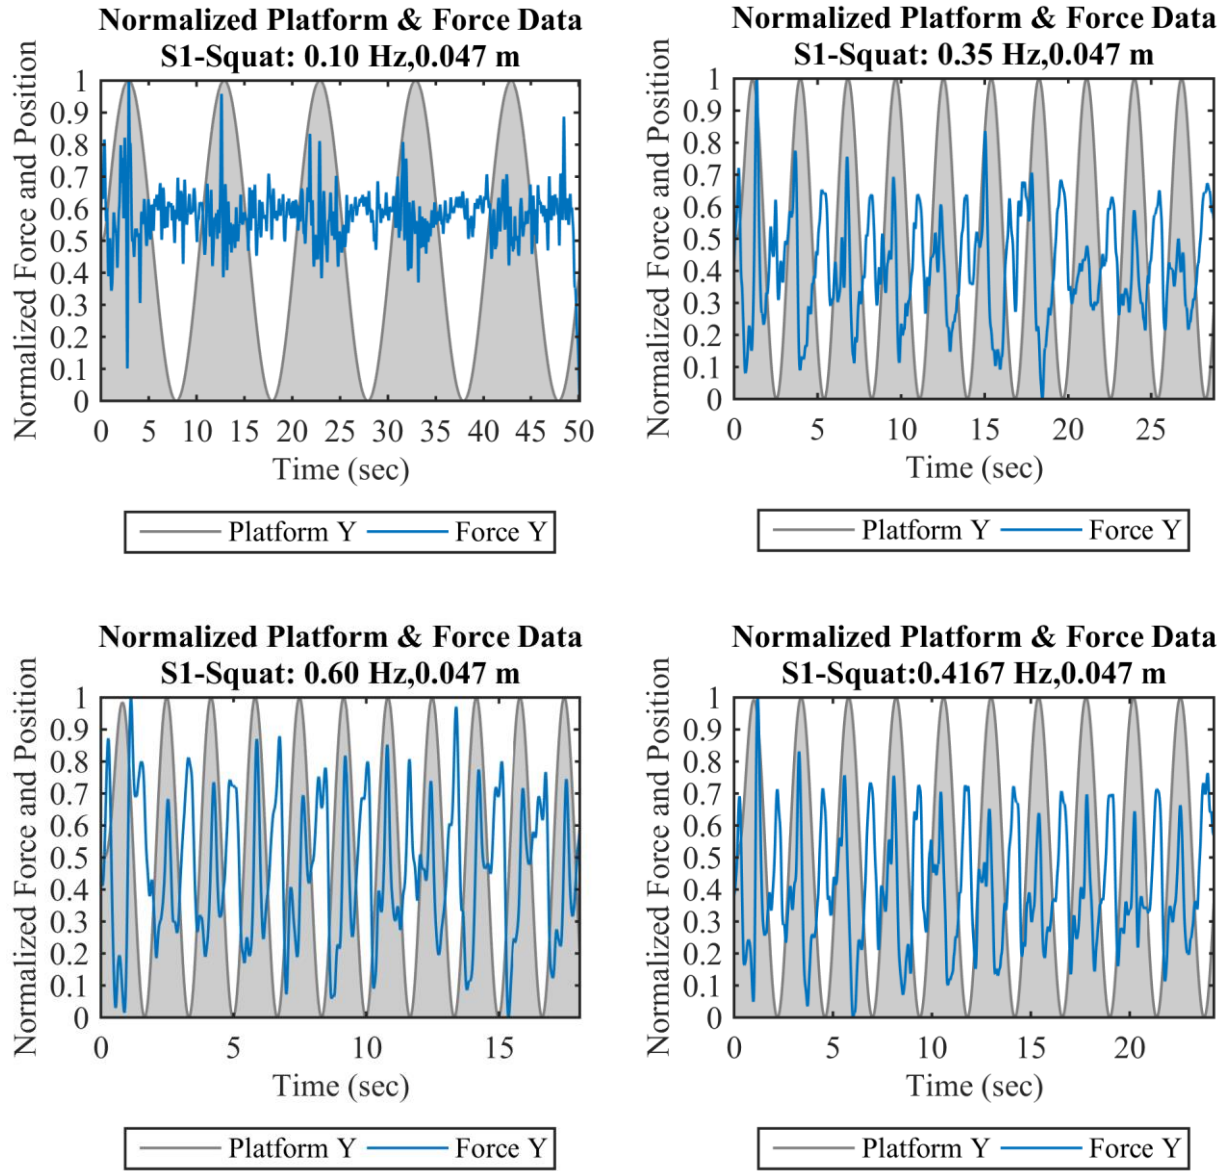 Normalized Platform & Force Data
S1-Squat: 0.10 Hz,0.047 m
Normalized Force and Position
1
0.9
0.8
0.7
0.6
0.5
0.4
0.3
0.2
0.1
0
0 5 10 15 20 25 30 35 40 45 50
Time (sec)
Platform Y Force Y
Normalized Platform & Force Data
S1-Squat: 0.35 Hz,0.047 m
Normalized Force and Position
1
0.9
0.8
0.7
0.6
0.5
0.4
0.3
0.2
0.1
0
0 5 10 15 20 25
Time (sec)
Platform Y Force Y
Normalized Platform & Force Data
S1-Squat: 0.60 Hz,0.047 m
Normalized Force and Position
1
0.9
0.8
0.7
0.6
0.5
0.4
0.3
0.2
0.1
0
0 5 10 15
Time (sec)
Platform Y Force Y
Normalized Platform & Force Data
S1-Squat:0.4167 Hz,0.047 m
Normalized Force and Position
1
0.9
0.8
0.7
0.6
0.5
0.4
0.3
0.2
0.1
0
0 5 10 15 20
Time (sec)
Platform Y Force Y